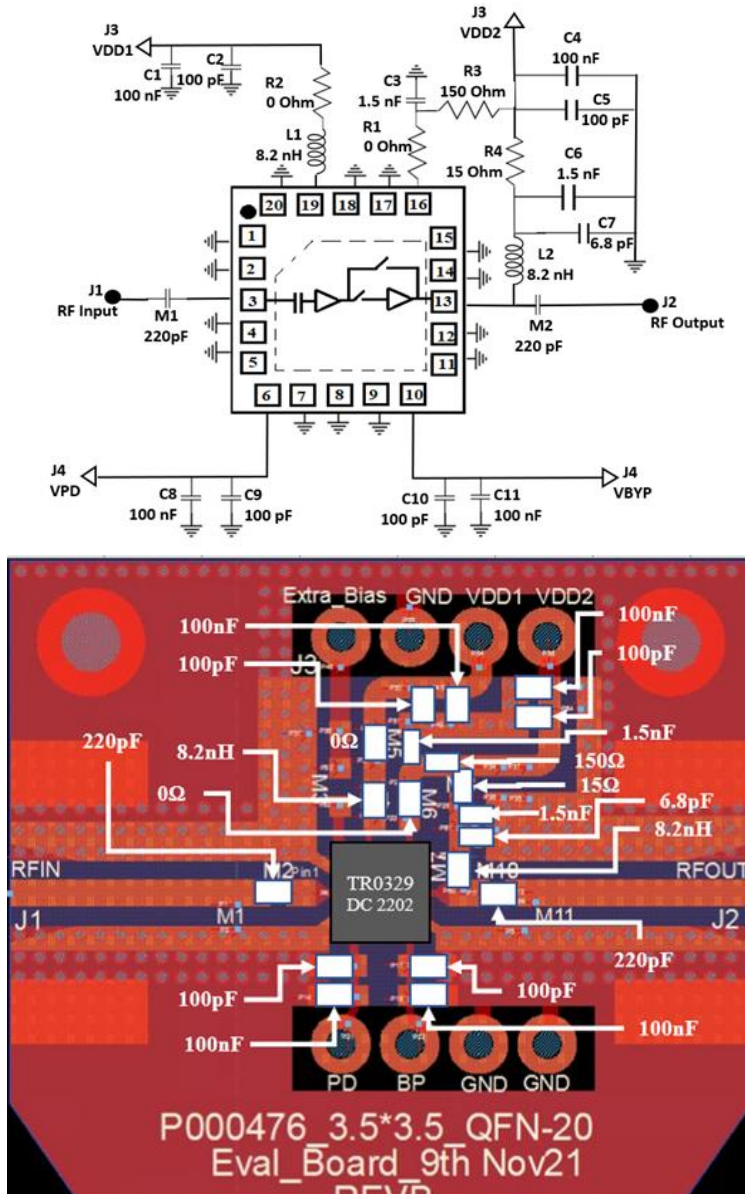 J3
VDD1
C1
100 nF
C2
100 pF
R2
0 Ohm
L1
8.2 nH
C3
1.5 nF
R1
0 Ohm
R3
150 Ohm
J3
VDD2
C4
100 nF
C5
100 pF
R4
15 Ohm
C6
1.5 nF
C7
6.8 pF
L2
8.2 nH
20 19 18 17 16
1
2
3
4
5
15
14
13
12
11
6 7 8 9 10
J1
RF Input
M1
220pF
M2
220 pF
J2
RF Output
J4
VPD
C8
100 nF
C9
100 pF
C10
100 pF
C11
100 nF
J4
VBYP
Extra_Bias GND VDD1 VDD2
J3
100nF
100pF
100nF
100pF
220pF
8.2nH
0Ω
0Ω
M5
M6
1.5nF
150Ω
15Ω
1.5nF
6.8pF
8.2nH
RFIN
M2
Pin1
TR0329
DC 2202
M10
RFOUT
J1
M1
M11
J2
220pF
100pF
100nF
100pF
100nF
PD BP GND GND
P000476_3.5*3.5_QFN-20
Eval_Board_9th Nov21